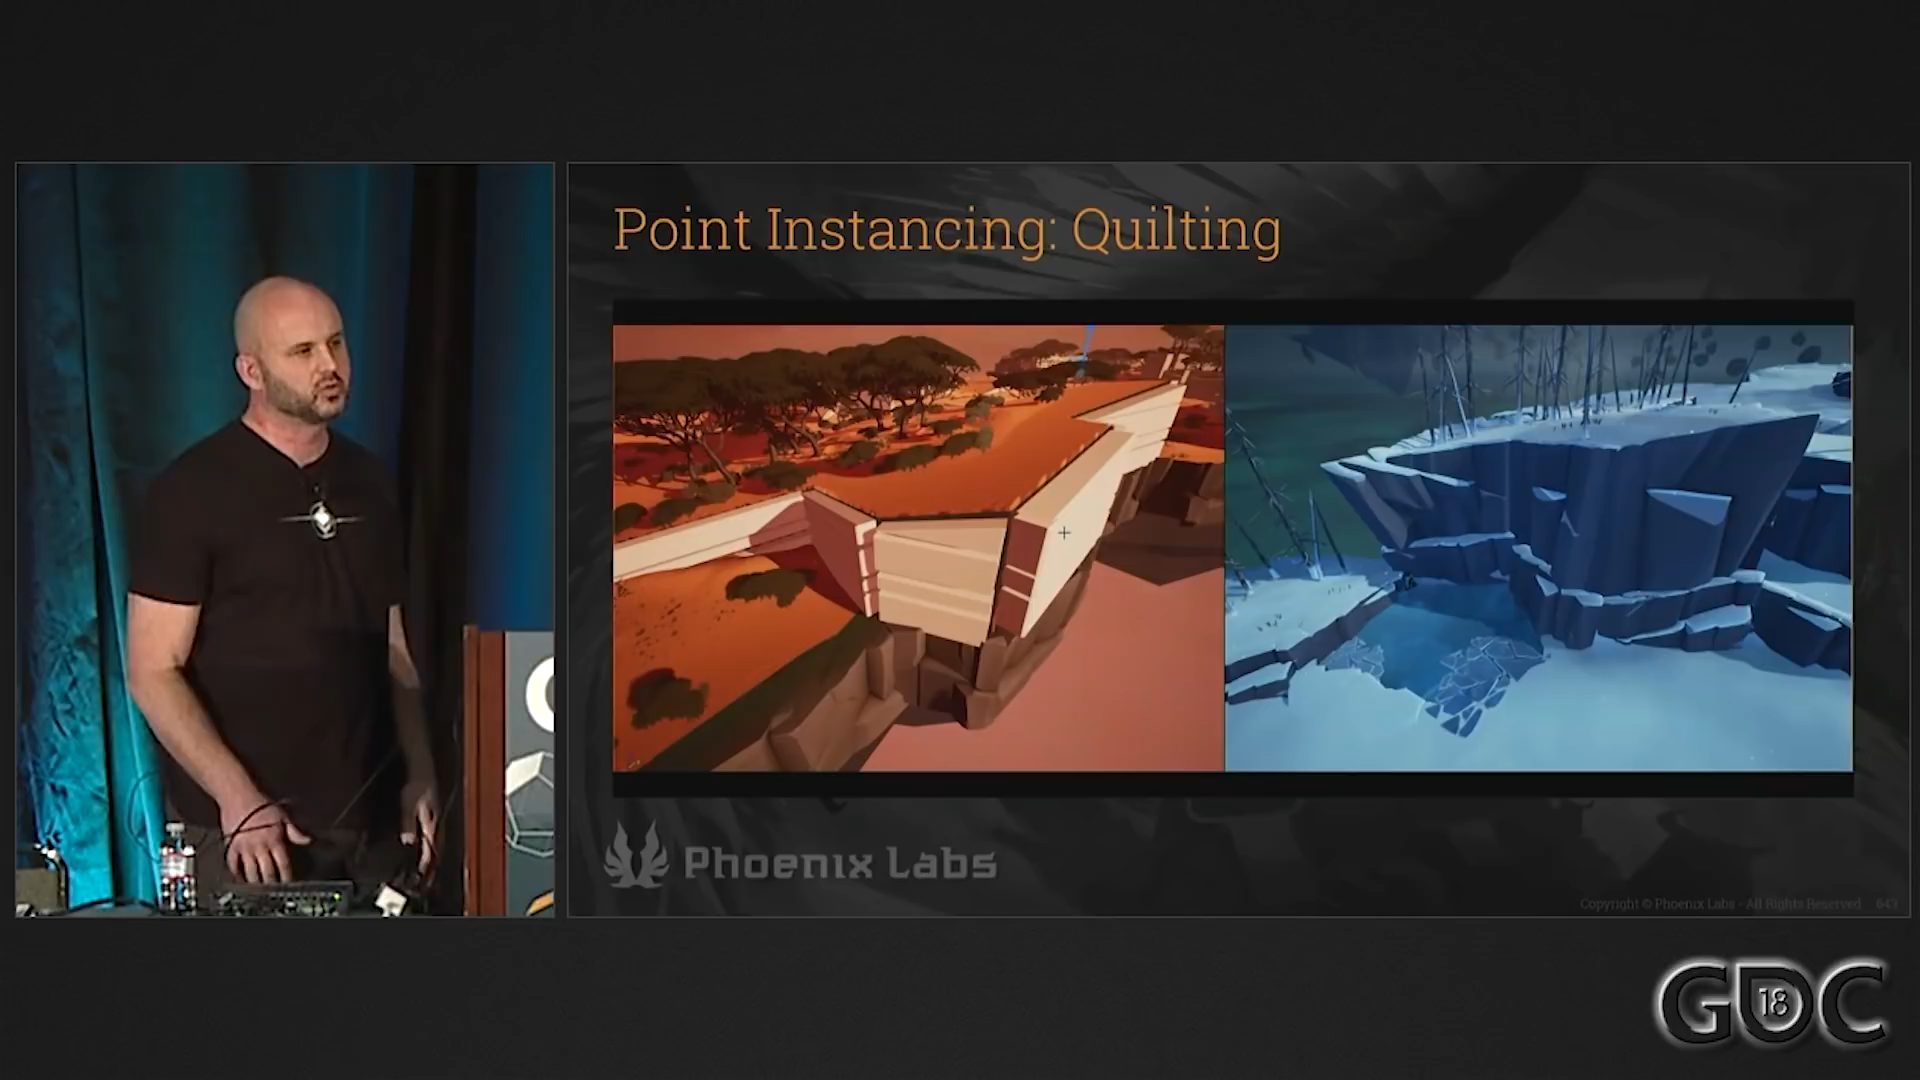 Point Instancing: Quilting
Phoenix Labs
Copyright © Phoenix Labs - All Rights Reserved
GDC
18